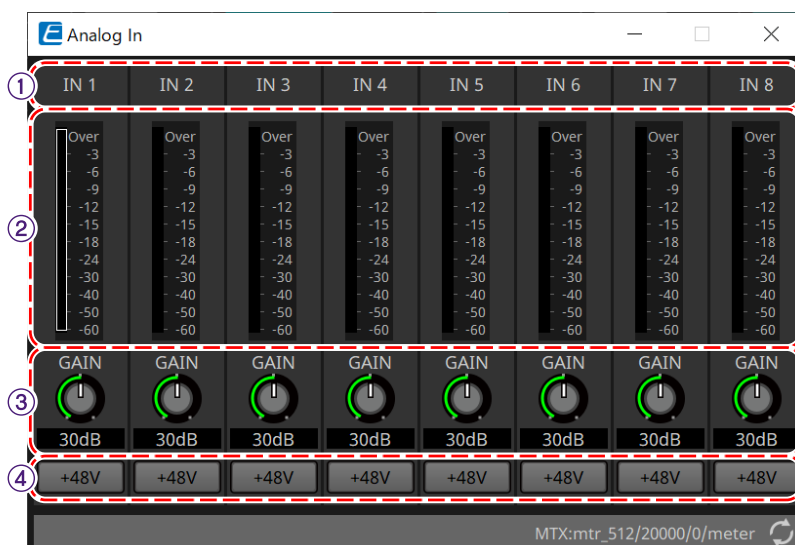 E Analog In
1 IN 1 IN 2 IN 3 IN 4 IN 5 IN 6 IN 7 IN 8
Over Over Over Over Over Over Over Over
-3 -3 -3 -3 -3 -3 -3 -3
-6 -6 -6 -6 -6 -6 -6 -6
-9 -9 -9 -9 -9 -9 -9 -9
-12 -12 -12 -12 -12 -12 -12 -12
2 -15 -15 -15 -15 -15 -15 -15 -15
-18 -18 -18 -18 -18 -18 -18 -18
-24 -24 -24 -24 -24 -24 -24 -24
-30 -30 -30 -30 -30 -30 -30 -30
-40 -40 -40 -40 -40 -40 -40 -40
-50 -50 -50 -50 -50 -50 -50 -50
-60 -60 -60 -60 -60 -60 -60 -60
GAIN GAIN GAIN GAIN GAIN GAIN GAIN GAIN
3
30dB 30dB 30dB 30dB 30dB 30dB 30dB 30dB
4 +48V +48V +48V +48V +48V +48V +48V +48V
MTX:mtr_512/20000/0/meter